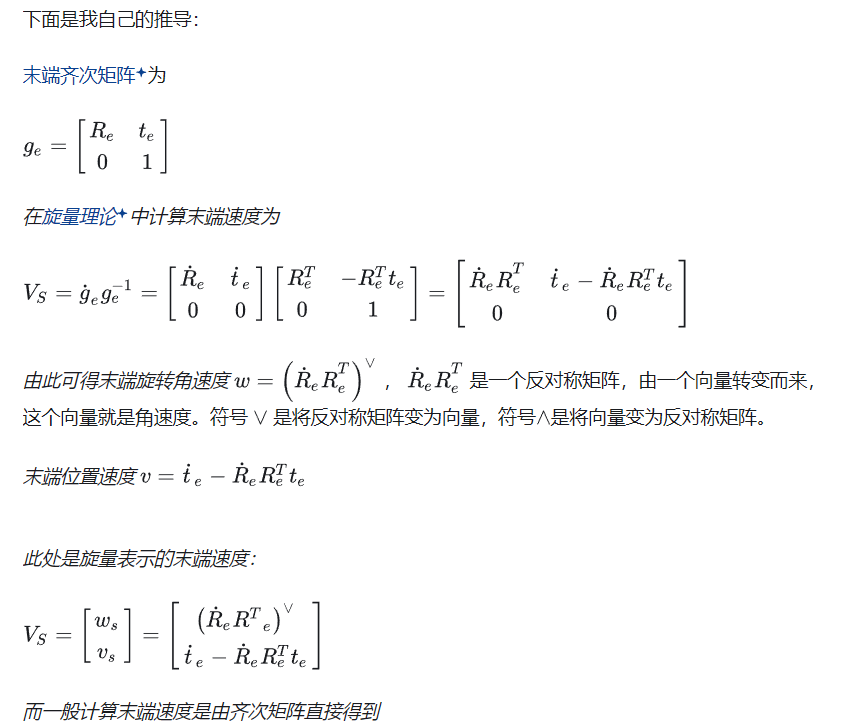 下面是我自己的推导：
末端齐次矩阵✦为
$g_e = \begin{bmatrix} R_e & t_e \\ 0 & 1 \end{bmatrix}$
在旋量理论✦中计算末端速度为
$V_S = \dot{g}_e g_e^{-1} = \begin{bmatrix} \dot{R}_e & \dot{t}_e \\ 0 & 0 \end{bmatrix} \begin{bmatrix} R_e^T & -R_e^T t_e \\ 0 & 1 \end{bmatrix} = \begin{bmatrix} \dot{R}_e R_e^T & \dot{t}_e - \dot{R}_e R_e^T t_e \\ 0 & 0 \end{bmatrix}$
由此可得末端旋转角速度 $w = \left( \dot{R}_e R_e^T \right)^\vee$ ， $\dot{R}_e R_e^T$ 是一个反对称矩阵，由一个向量转变而来，
这个向量就是角速度。符号 ∨ 是将反对称矩阵变为向量，符号∧是将向量变为反对称矩阵。
末端位置速度 $v = \dot{t}_e - \dot{R}_e R_e^T t_e$
此处是旋量表示的末端速度：
$V_S = \begin{bmatrix} w_s \\ v_s \end{bmatrix} = \begin{bmatrix} \left( \dot{R}_e R^T{}_e \right)^\vee \\ \dot{t}_e - \dot{R}_e R_e^T t_e \end{bmatrix}$
而一般计算末端速度是由齐次矩阵直接得到